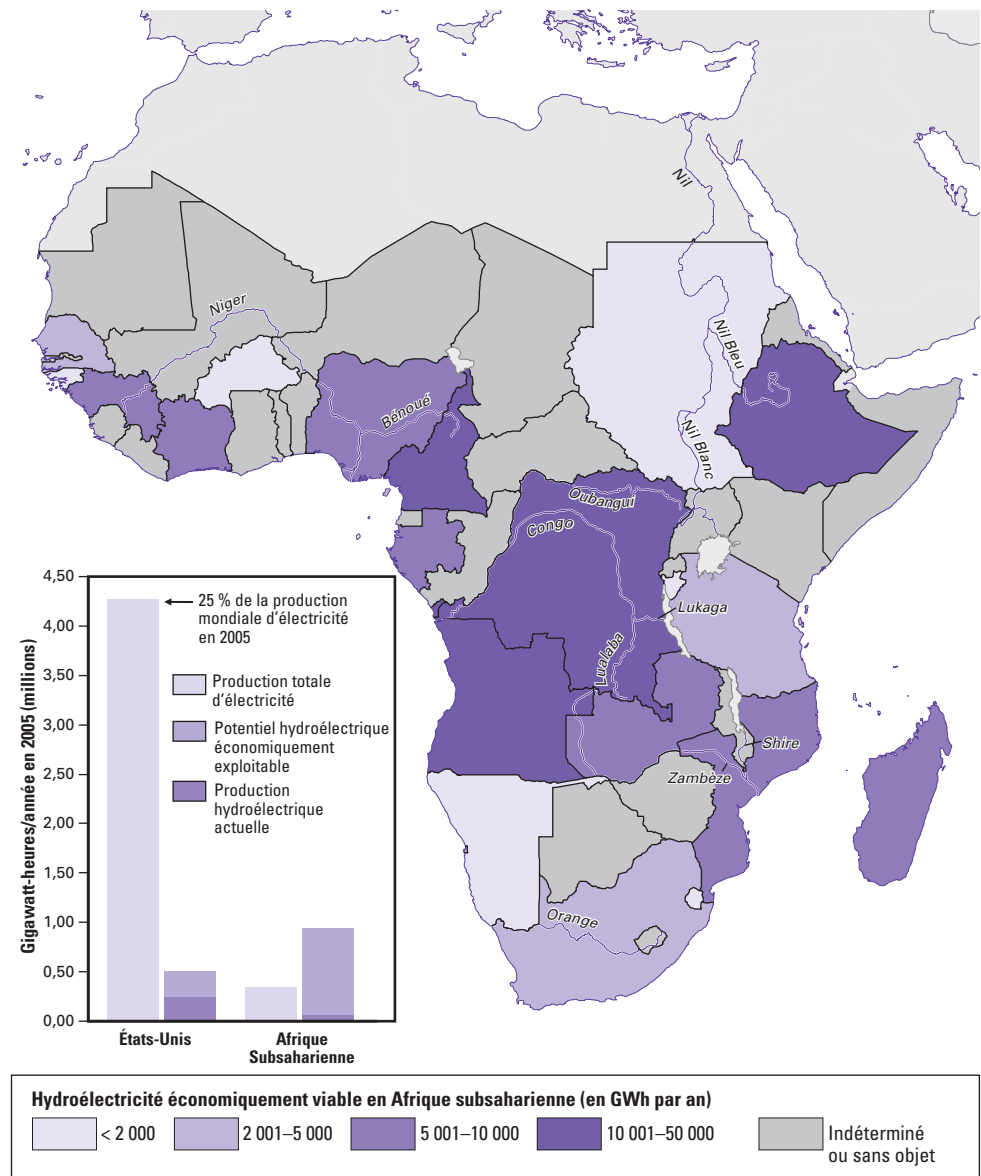 Nil
Niger
Nil Bleu
Bénoué
Nil Blanc
Oubangui
Congo
Lukaga
Lualaba
Shire
Zambèze
Orange
Gigawatt-heures/année en 2005 (millions)
4,50
4,00
3,50
3,00
2,50
2,00
1,50
1,00
0,50
0,00
25 % de la production
mondiale d'électricité
en 2005
Production totale
d'électricité
Potentiel hydroélectrique
économiquement
exploitable
Production
hydroélectrique
actuelle
États-Unis
Afrique
Subsaharienne
Hydroélectricité économiquement viable en Afrique subsaharienne (en GWh par an)
< 2 000
2 001–5 000
5 001–10 000
10 001–50 000
Indéterminé
ou sans objet